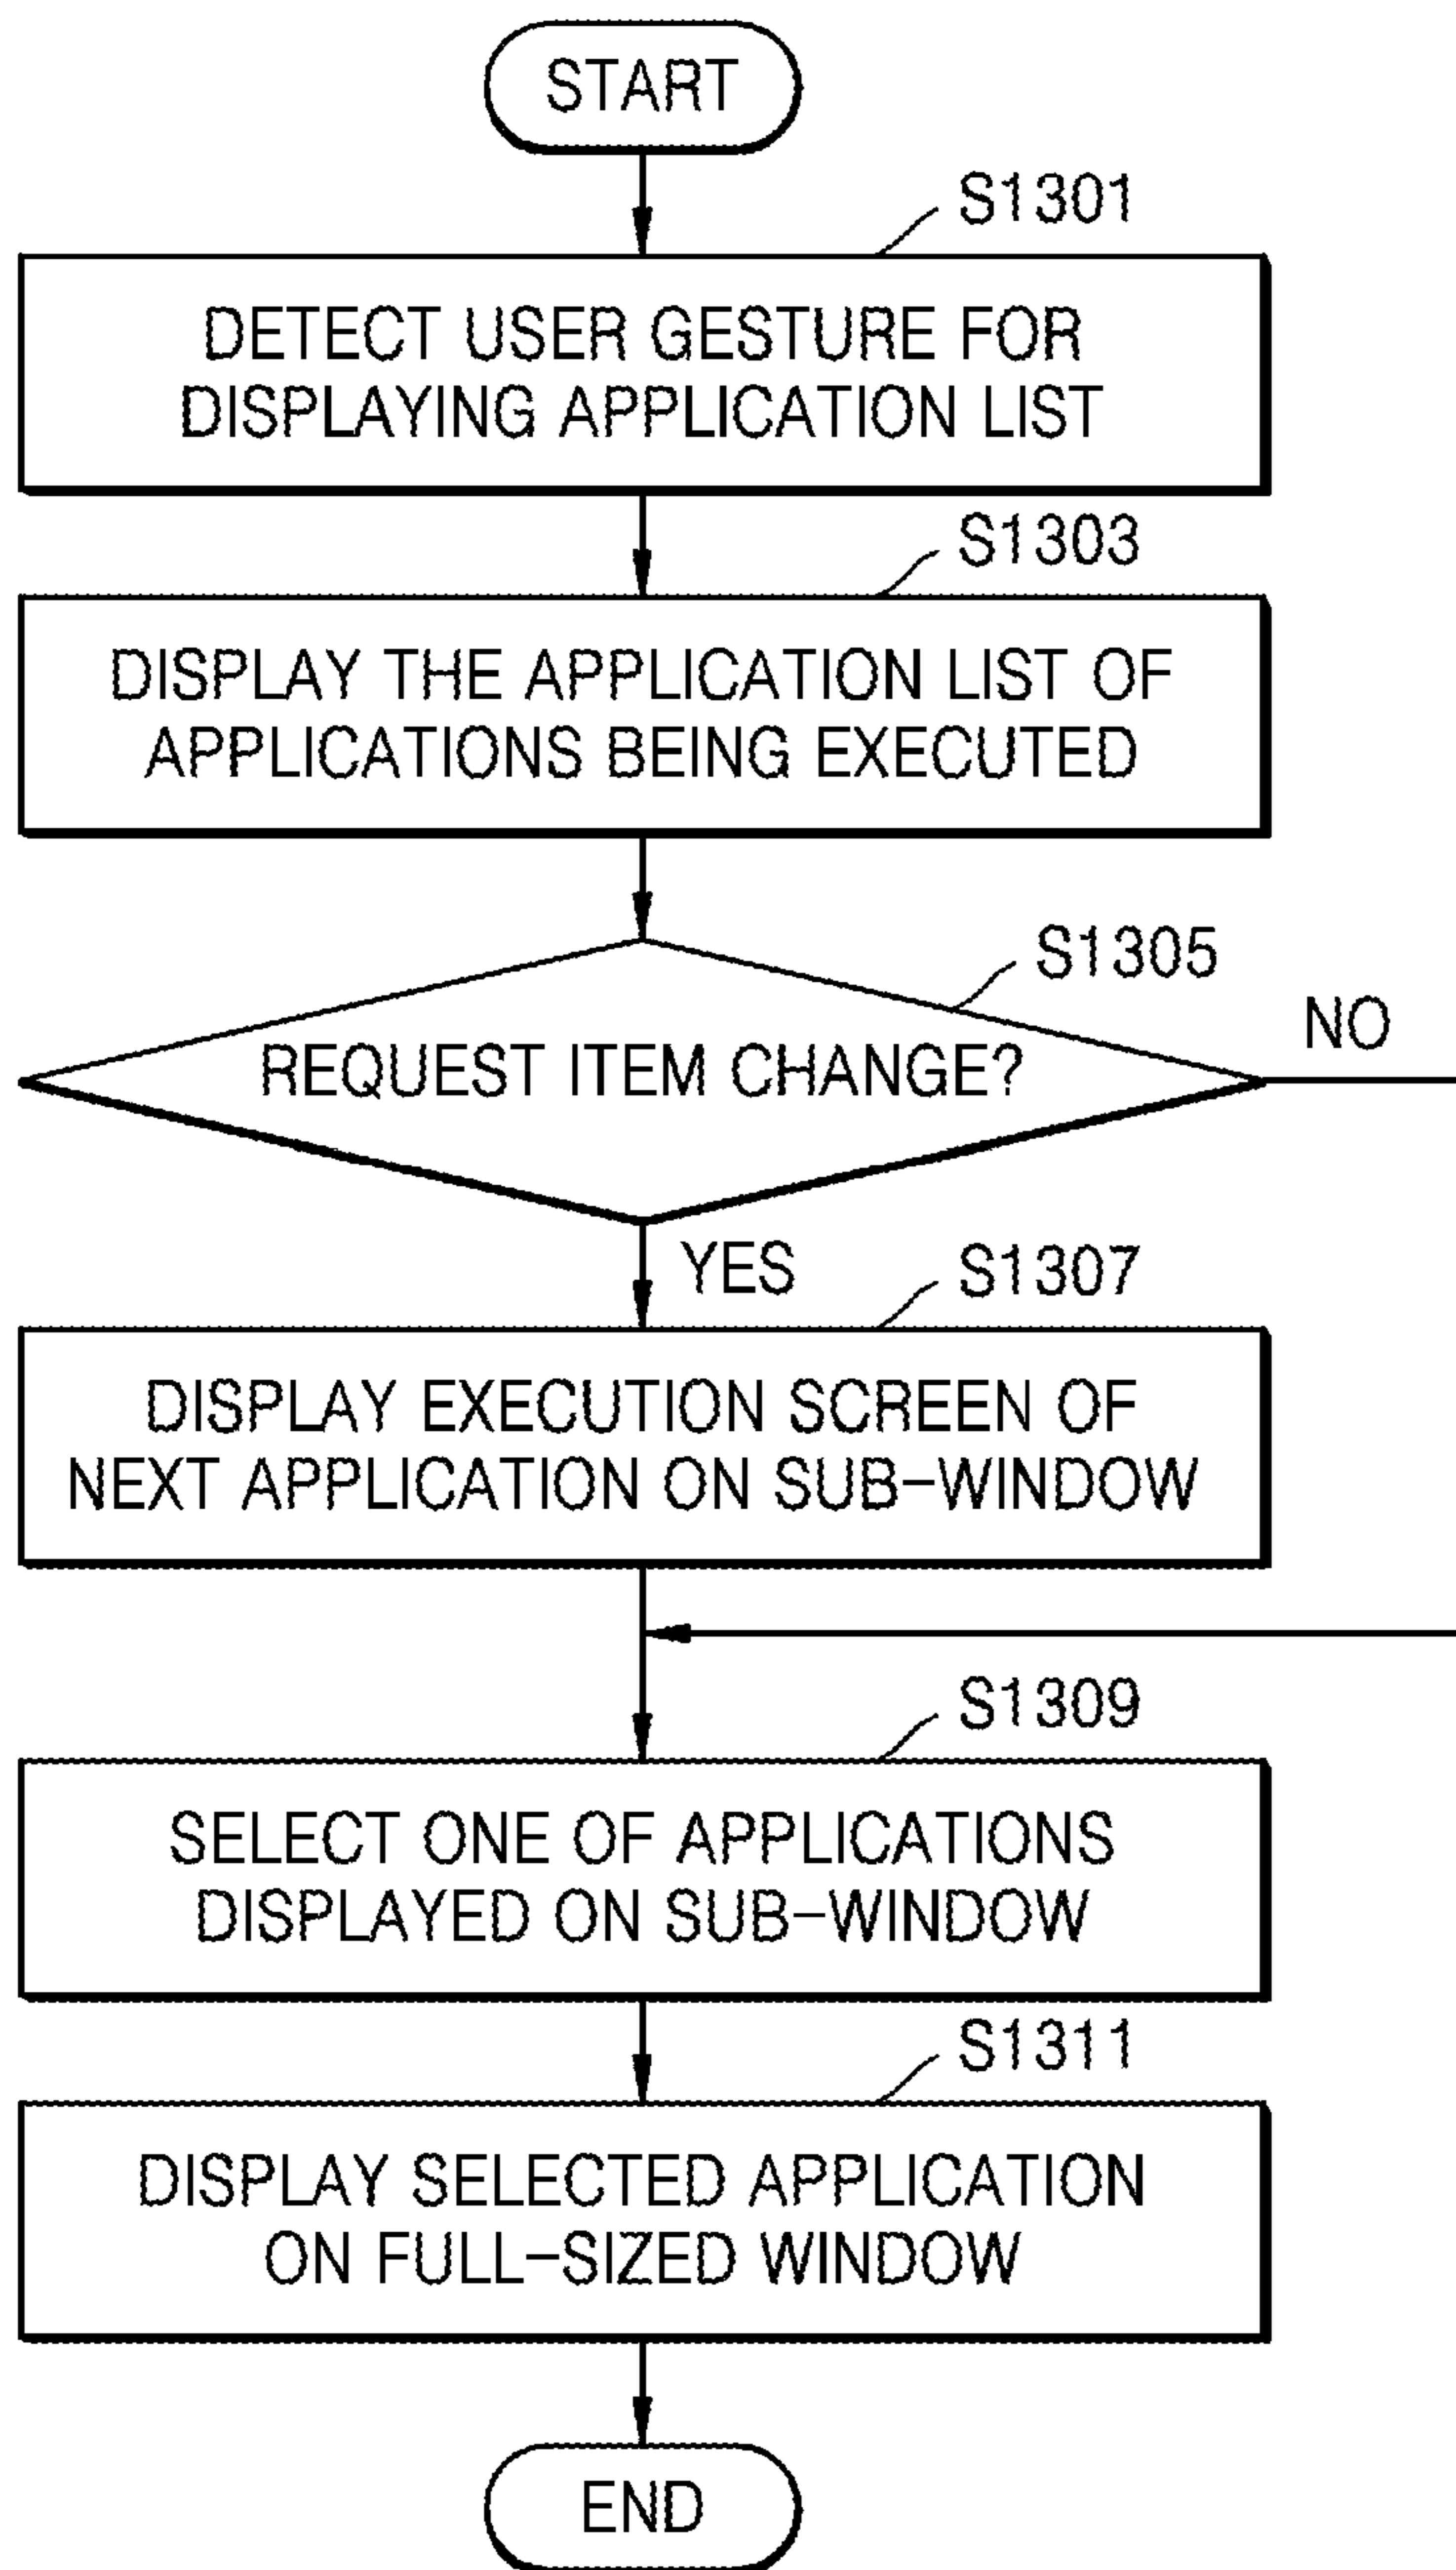 START
S1301
DETECT USER GESTURE FOR
DISPLAYING APPLICATION LIST
S1303
DISPLAY THE APPLICATION LIST OF
APPLICATIONS BEING EXECUTED
S1305
NO
REQUEST ITEM CHANGE?
YES
S1307
DISPLAY EXECUTION SCREEN OF
NEXT APPLICATION ON SUB-WINDOW
S1309
SELECT ONE OF APPLICATIONS
DISPLAYED ON SUB-WINDOW
S1311
DISPLAY SELECTED APPLICATION
ON FULL-SIZED WINDOW
END